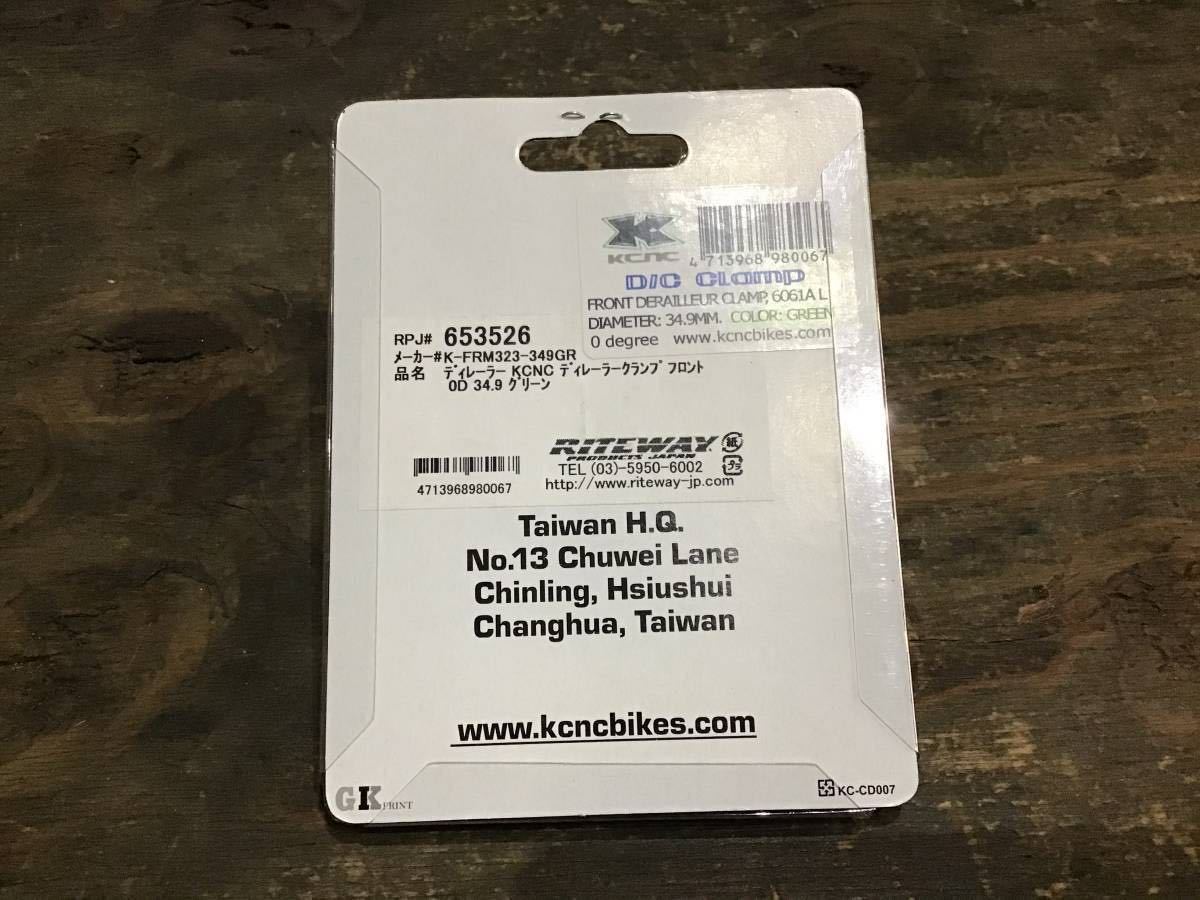 KCNC
4 713968 980067
D/C Clamp
FRONT DERAILLEUR CLAMP, 6061A L
DIAMETER: 34.9MM. COLOR: GREEN
0 degree www.kcncbikes.com
RPJ# 653526
メーカー#K-FRM323-349GR
品名 ディレーラー KCNC ディレーラークランプ フロント
0D 34.9 グリーン
RITEWAY 紙
PRODUCTS JAPAN プラ
TEL (03)-5950-6002
http://www.riteway-jp.com
4713968980067
Taiwan H.Q.
No.13 Chuwei Lane
Chinling, Hsiushui
Changhua, Taiwan
www.kcncbikes.com
GK PRINT
KC-CD007